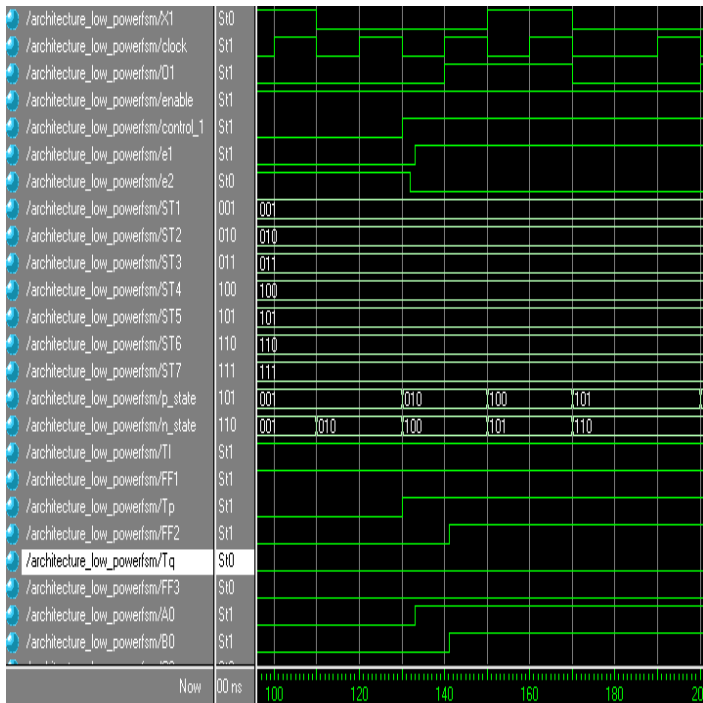 /architecture_low_powerfsm/X1 St0
/architecture_low_powerfsm/clock St1
/architecture_low_powerfsm/O1 St1
/architecture_low_powerfsm/enable St1
/architecture_low_powerfsm/control_1 St1
/architecture_low_powerfsm/e1 St1
/architecture_low_powerfsm/e2 St0
/architecture_low_powerfsm/ST1 001 001
/architecture_low_powerfsm/ST2 010 010
/architecture_low_powerfsm/ST3 011 011
/architecture_low_powerfsm/ST4 100 100
/architecture_low_powerfsm/ST5 101 101
/architecture_low_powerfsm/ST6 110 110
/architecture_low_powerfsm/ST7 111 111
/architecture_low_powerfsm/p_state 101 001 010 100 101
/architecture_low_powerfsm/n_state 110 001 010 100 101 110
/architecture_low_powerfsm/TI St1
/architecture_low_powerfsm/FF1 St1
/architecture_low_powerfsm/Tp St1
/architecture_low_powerfsm/FF2 St1
/architecture_low_powerfsm/Tq St0
/architecture_low_powerfsm/FF3 St0
/architecture_low_powerfsm/A0 St1
/architecture_low_powerfsm/B0 St1
Now 00 ns 100 120 140 160 180 20